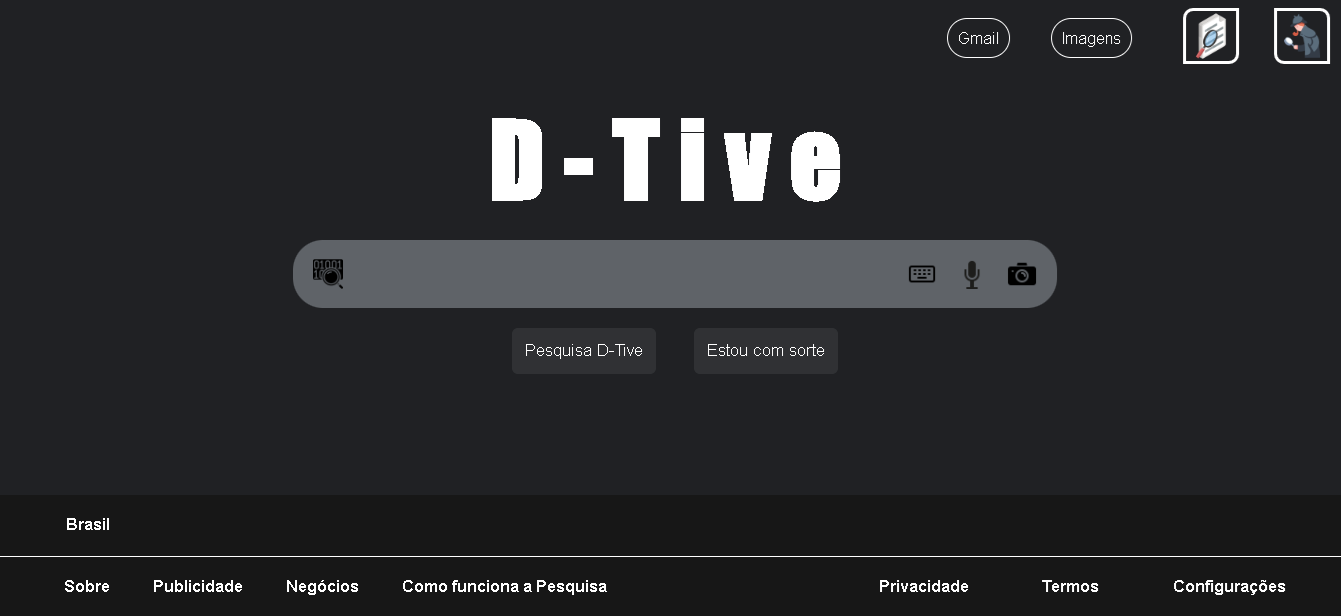 Gmail Imagens
D-Tive
Pesquisa D-Tive Estou com sorte
Brasil
Sobre Publicidade Negócios Como funciona a Pesquisa Privacidade Termos Configurações